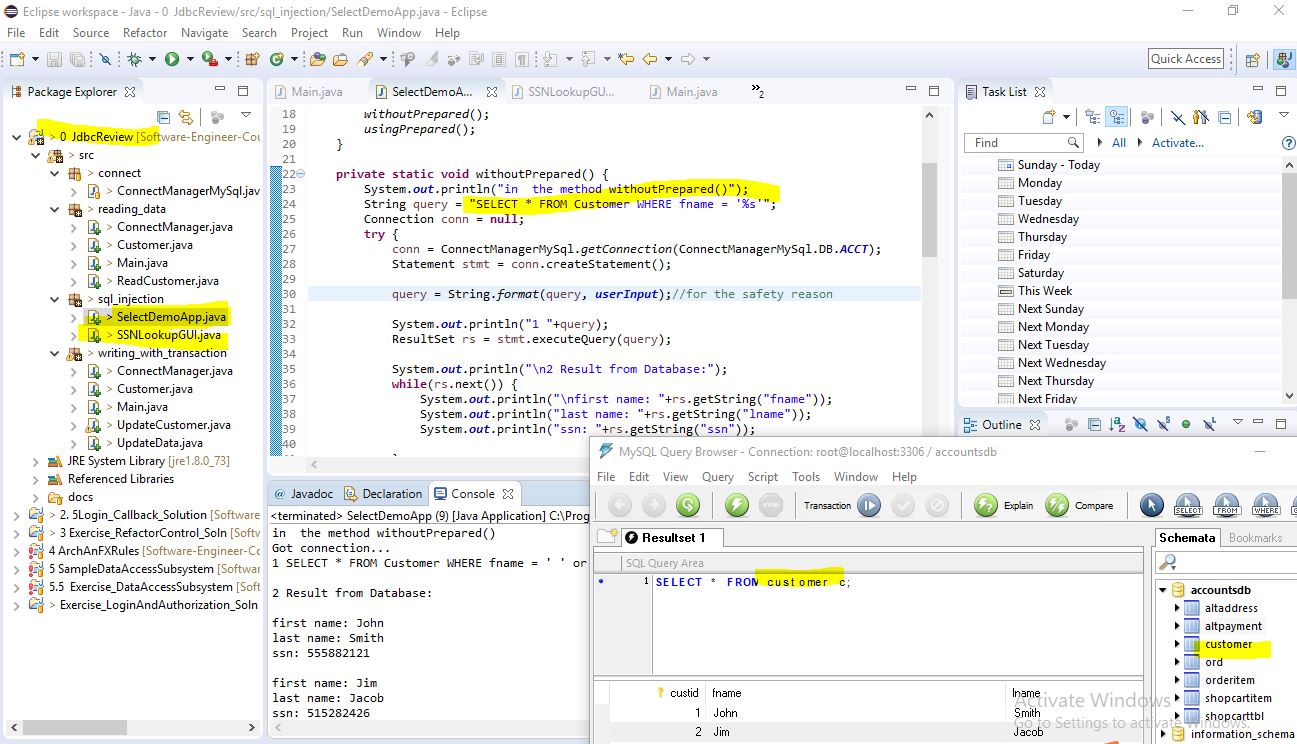 Eclipse workspace - Java - 0 JdbcReview/src/sql_injection/SelectDemoApp.java - Eclipse
File Edit Source Refactor Navigate Search Project Run Window Help
Quick Access
Package Explorer
> 0 JdbcReview [Software-Engineer-Cou
> src
> connect
> ConnectManagerMySql.jav
> reading_data
> ConnectManager.java
> Customer.java
> Main.java
> ReadCustomer.java
> sql_injection
> SelectDemoApp.java
> SSNLookupGUI.java
> writing_with_transaction
> ConnectManager.java
> Customer.java
> Main.java
> UpdateCustomer.java
> UpdateData.java
JRE System Library [jre1.8.0_73]
Referenced Libraries
> docs
> 2. 5Login_Callback_Solution [Software
> 3 Exercise_RefactorControl_Soln [Soft
4 ArchAnFXRules [Software-Engineer-C
5 SampleDataAccessSubsystem [Softwar
5.5 Exercise_DataAccessSubsystem [Soft
> Exercise_LoginAndAuthorization_Soln
Main.java SelectDemoA... SSNLookupGU... Main.java »2
18 withoutPrepared();
19 usingPrepared();
20 }
21
22 private static void withoutPrepared() {
23 System.out.println("in  the method withoutPrepared()");
24 String query = "SELECT * FROM Customer WHERE fname = '%s'";
25 Connection conn = null;
26 try {
27 conn = ConnectManagerMySql.getConnection(ConnectManagerMySql.DB.ACCT);
28 Statement stmt = conn.createStatement();
29
30 query = String.format(query, userInput);//for the safety reason
31
32 System.out.println("1 "+query);
33 ResultSet rs = stmt.executeQuery(query);
34
35 System.out.println("\n2 Result from Database:");
36 while(rs.next()) {
37 System.out.println("\nfirst name: "+rs.getString("fname"));
38 System.out.println("last name: "+rs.getString("lname"));
39 System.out.println("ssn: "+rs.getString("ssn"));
40
Task List
Find All Activate...
Sunday - Today
Monday
Tuesday
Wednesday
Thursday
Friday
Saturday
This Week
Next Sunday
Next Monday
Next Tuesday
Next Wednesday
Next Thursday
Next Friday
Outline
@ Javadoc Declaration Console
<terminated> SelectDemoApp (9) [Java Application] C:\Prog
in  the method withoutPrepared()
Got connection...
1 SELECT * FROM Customer WHERE fname = ' ' or
2 Result from Database:
first name: John
last name: Smith
ssn: 555882121
first name: Jim
last name: Jacob
ssn: 515282426
MySQL Query Browser - Connection: root@localhost:3306 / accountsdb
File Edit View Query Script Tools Window Help
Transaction Explain Compare SELECT FROM WHERE
Resultset 1
SQL Query Area
1 SELECT * FROM customer c;
custid fname lname
1 John Smith
2 Jim Jacob
Schemata Bookmarks
accountsdb
altaddress
altpayment
customer
ord
orderitem
shopcartitem
shopcarttbl
information_schema
Activate Windows
Go to Settings to activate Windows.